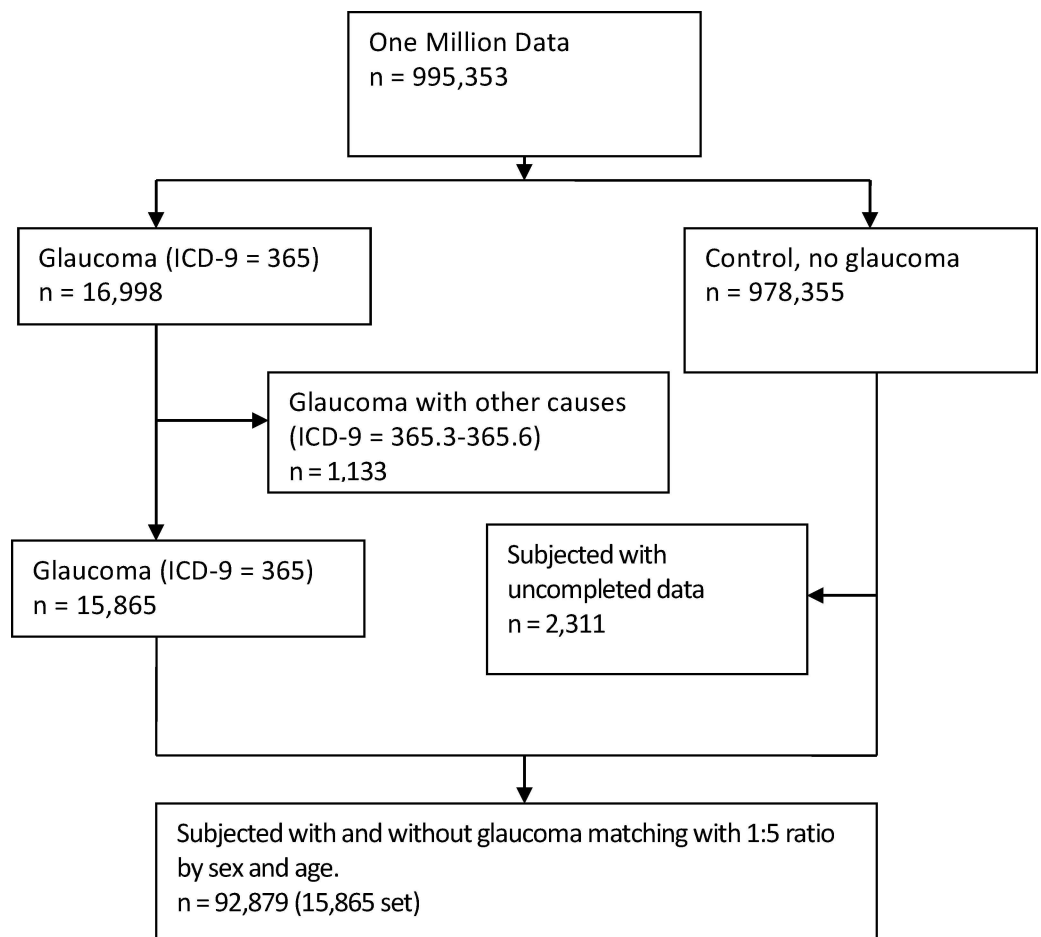 One Million Data
n = 995,353
Glaucoma (ICD-9 = 365)
n = 16,998
Control, no glaucoma
n = 978,355
Glaucoma with other causes
(ICD-9 = 365.3-365.6)
n = 1,133
Glaucoma (ICD-9 = 365)
n = 15,865
Subjected with
uncompleted data
n = 2,311
Subjected with and without glaucoma matching with 1:5 ratio
by sex and age.
n = 92,879 (15,865 set)